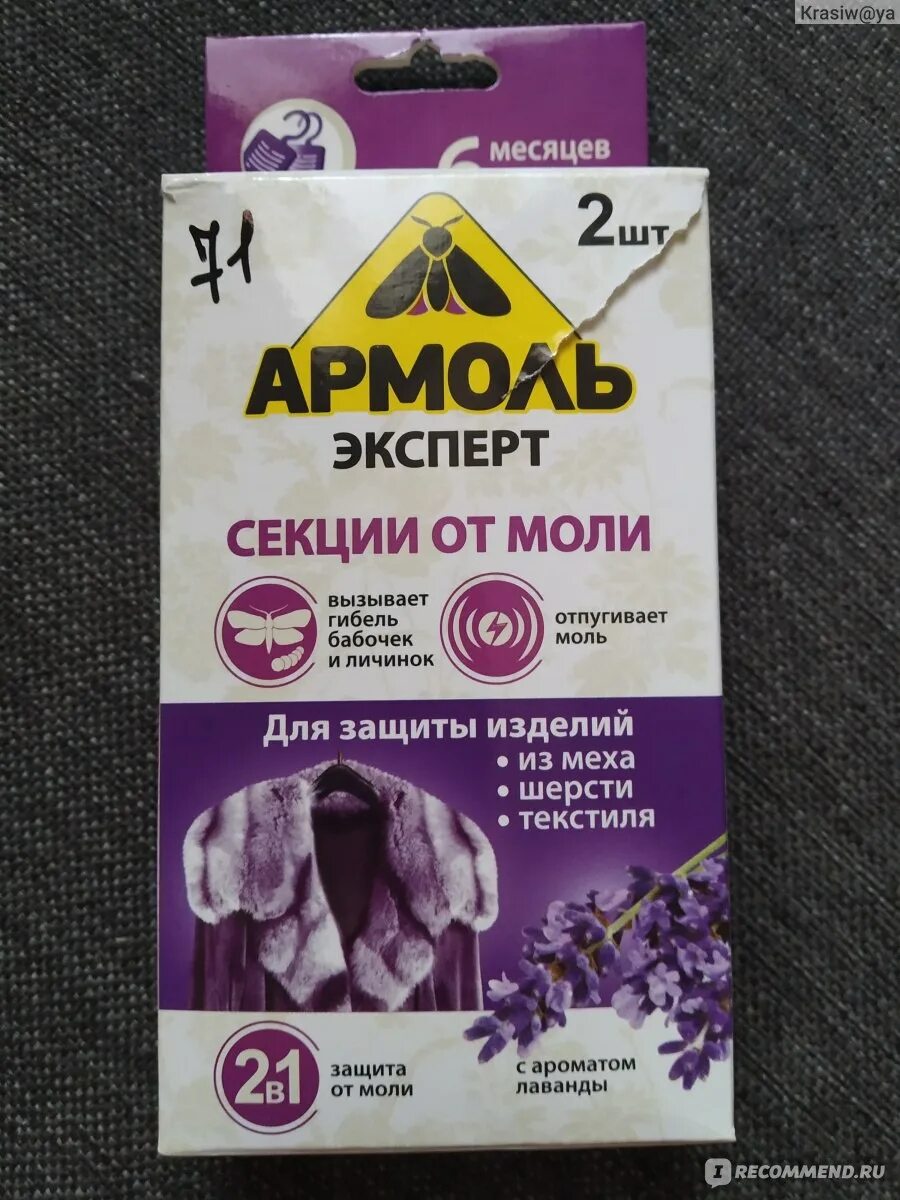 Krasiw@ya
6 месяцев
71
2шт
АРМОЛЬ
ЭКСПЕРТ
СЕКЦИИ ОТ МОЛИ
вызывает
гибель
бабочек
и личинок
отпугивает
моль
Для защиты изделий
• из меха
• шерсти
• текстиля
2в1
защита
от моли
с ароматом
лаванды
IRECOMMEND.RU